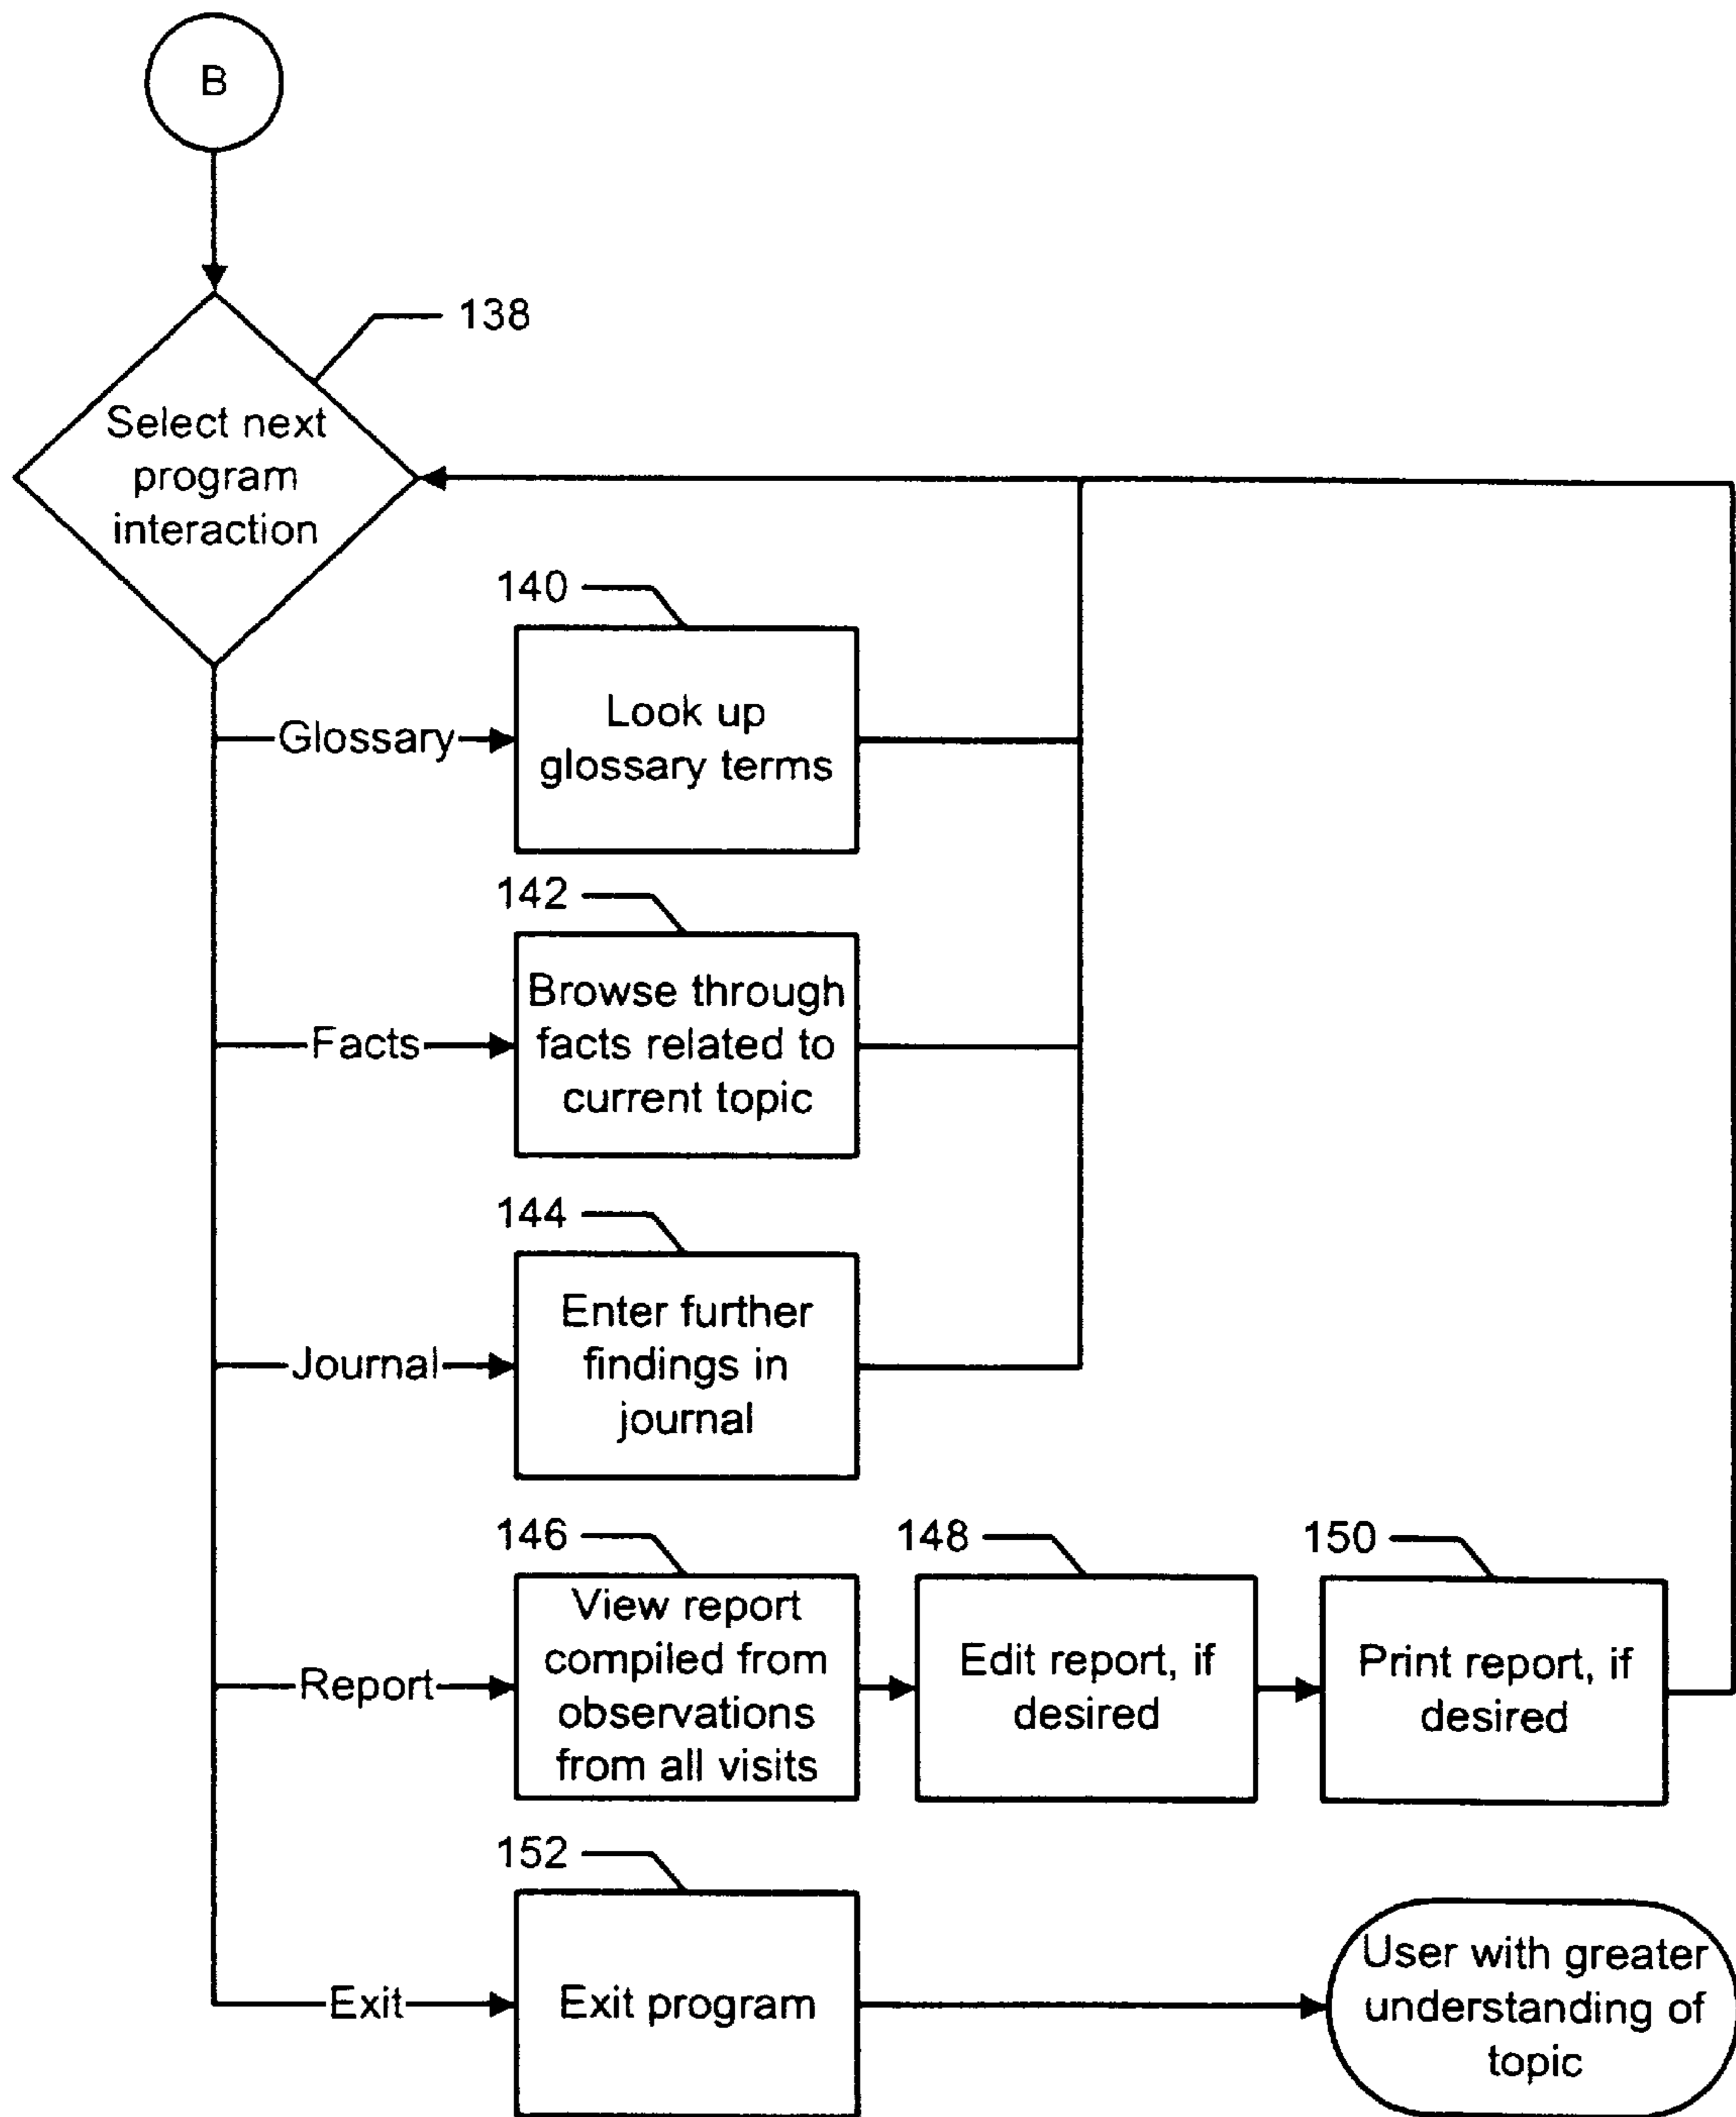 B
138
Select next
program
interaction
140
Glossary
Look up
glossary terms
142
Facts
Browse through
facts related to
current topic
144
Journal
Enter further
findings in
journal
146
148
150
Report
View report
compiled from
observations
from all visits
Edit report, if
desired
Print report, if
desired
152
Exit
Exit program
User with greater
understanding of
topic